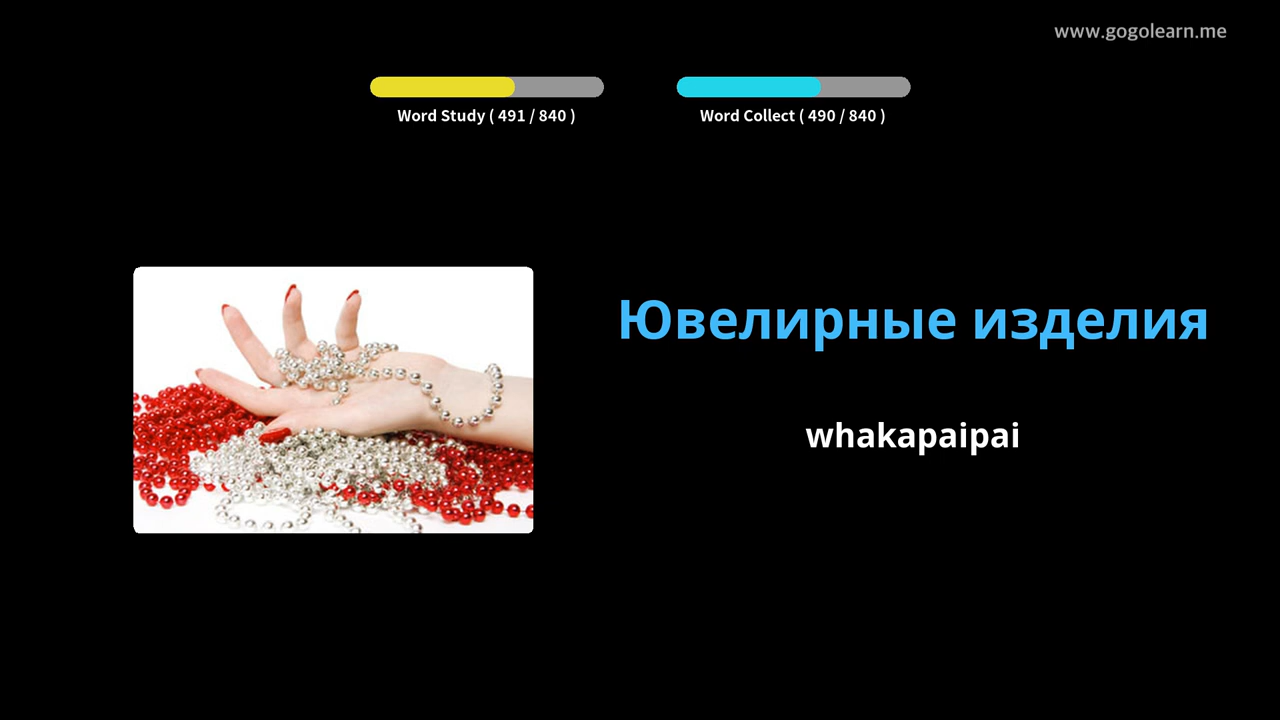 www.gogolearn.me
Word Study ( 491 / 840 )
Word Collect ( 490 / 840 )
Ювелирные изделия
whakapaipai